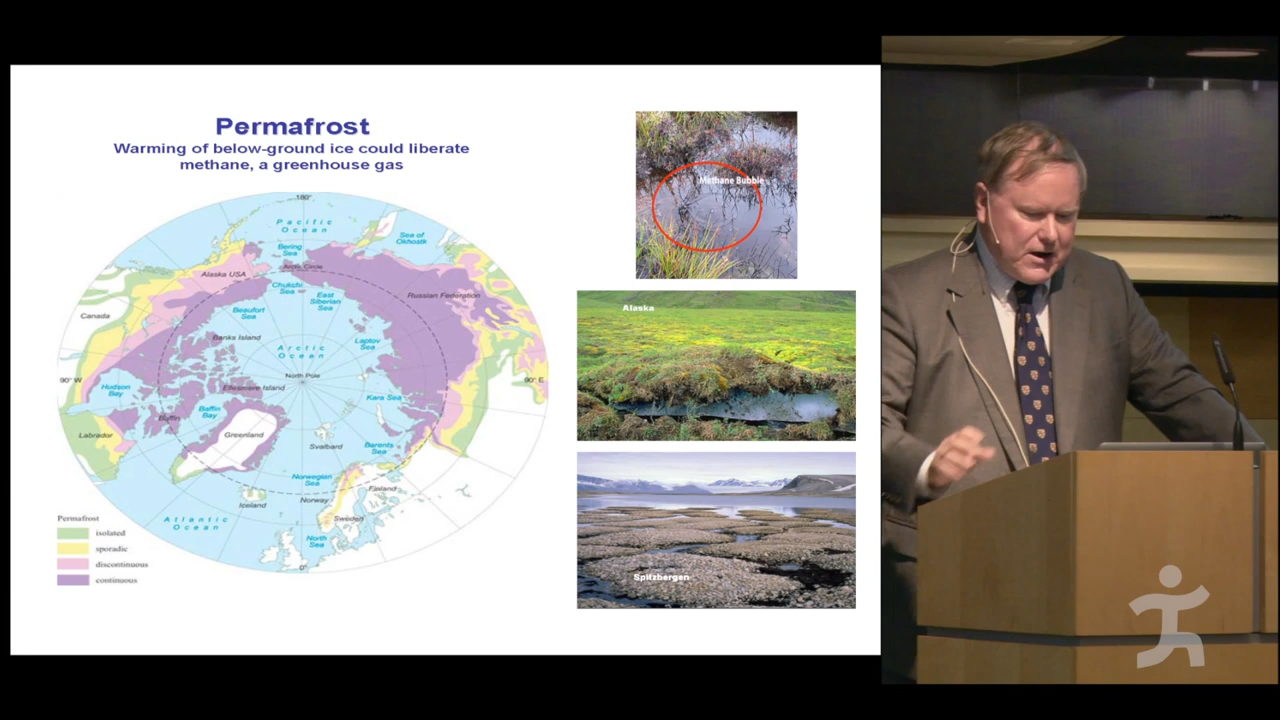 Permafrost
Warming of below-ground ice could liberate
methane, a greenhouse gas
180°
Pacific
Ocean
Sea of
Okhostk
Bering
Sea
Arctic Circle
Alaska USA
Chukchi
Sea
East
Siberian
Sea
Russian Federation
Canada
Beaufort
Sea
Banks Island
Laptev
Sea
Arctic
Ocean
North Pole
90° W
90° E
Hudson
Bay
Ellesmere Island
Kara Sea
Baffin
Baffin
Bay
Labrador
Greenland
Svalbard
Barents
Sea
Norwegian
Sea
Finland
Iceland
Norway
Atlantic
Ocean
Sweden
North
Sea
0°
Permafrost
isolated
sporadic
discontinuous
continuous
Methane Bubble
Alaska
Spitzbergen